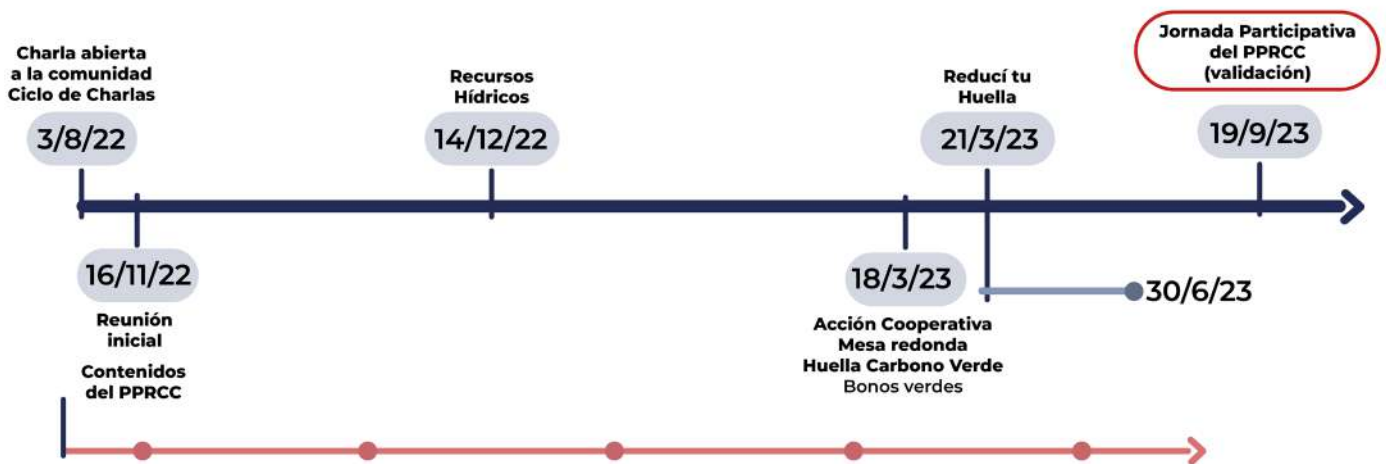 Charla abierta
a la comunidad
Ciclo de Charlas
3/8/22
16/11/22
Reunión
inicial
Contenidos
del PPRCC
Recursos
Hídricos
14/12/22
18/3/23
Acción Cooperativa
Mesa redonda
Huella Carbono Verde
Bonos verdes
Reducí tu
Huella
21/3/23
30/6/23
Jornada Participativa
del PPRCC
(validación)
19/9/23